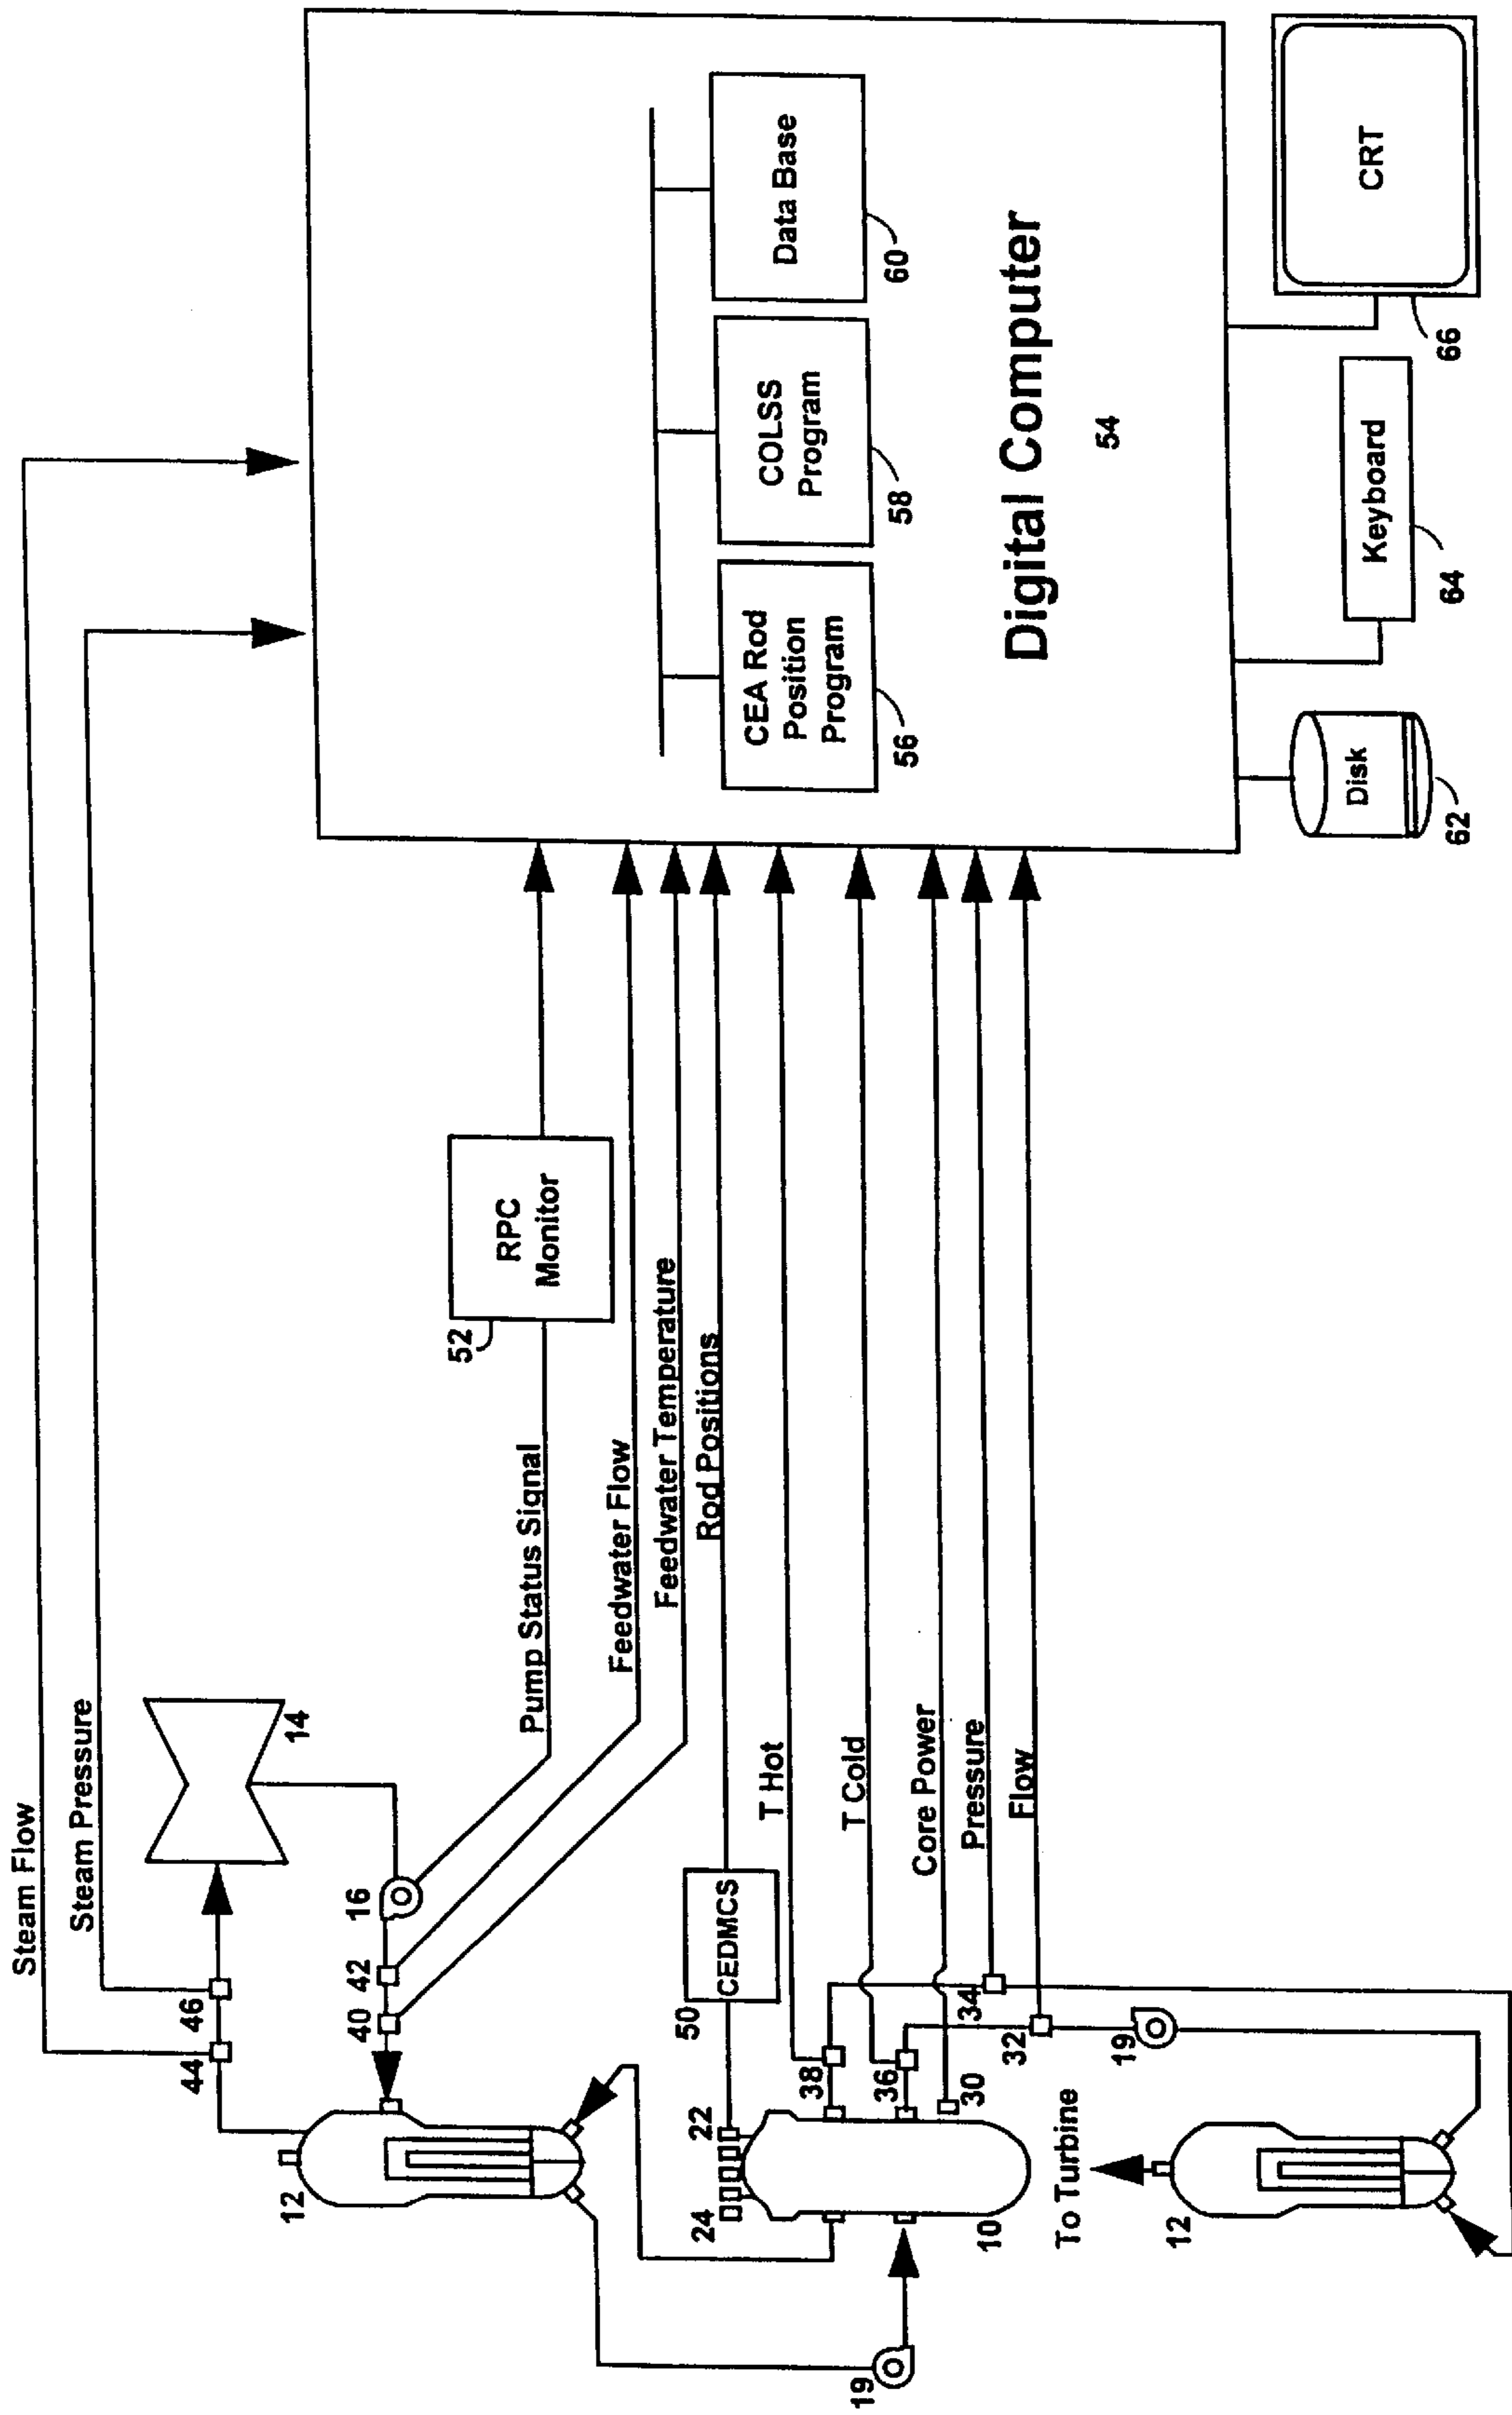 Steam Flow
Steam Pressure
44
46
14
12
40
42
16
Pump Status Signal
52
RPC
Monitor
Feedwater Flow
Feedwater Temperature
Rod Positions
24
22
50
CEDMCS
T Hot
38
T Cold
36
Core Power
30
10
Pressure
34
Flow
32
19
19
To Turbine
12
CEA Rod
Position
Program
56
COLSS
Program
58
Data Base
60
Digital Computer
54
Disk
62
Keyboard
64
CRT
66